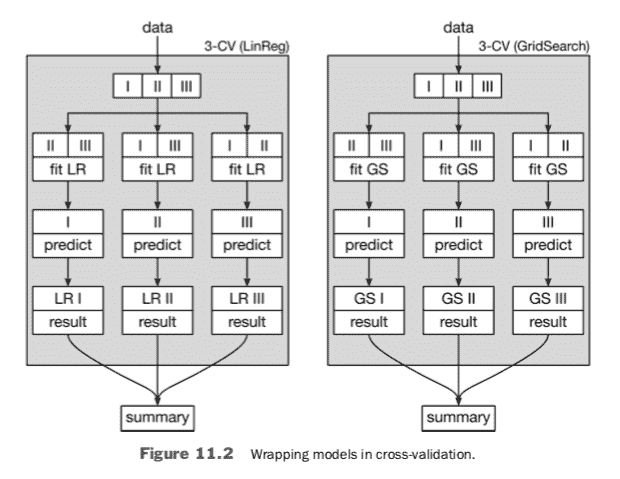 data
3-CV (LinReg)
I II III
II III
fit LR
I III
fit LR
I II
fit LR
I
predict
II
predict
III
predict
LR I
result
LR II
result
LR III
result
summary
data
3-CV (GridSearch)
I II III
II III
fit GS
I III
fit GS
I II
fit GS
I
predict
II
predict
III
predict
GS I
result
GS II
result
GS III
result
summary
Figure 11.2 Wrapping models in cross-validation.